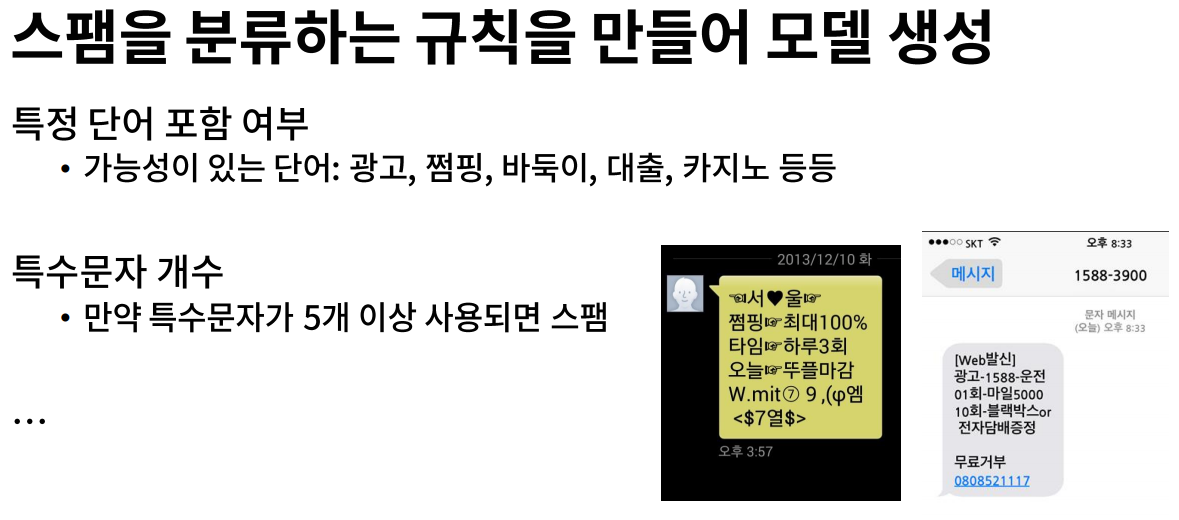 스팸을 분류하는 규칙을 만들어 모델 생성
특정 단어 포함 여부
• 가능성이 있는 단어: 광고, 쩜핑, 바둑이, 대출, 카지노 등등
특수문자 개수
• 만약 특수문자가 5개 이상 사용되면 스팸
...
2013/12/10 화
☜서♥울☞
쩜핑☞최대100%
타임☞하루3회
오늘☞뚜플마감
W.mit⑦ 9 ,(φ엠
<$7열$>
오후 3:57
●●●○○ SKT 오후 8:33
메시지 1588-3900
문자 메시지
(오늘) 오후 8:33
[Web발신]
광고-1588-운전
01회-마일5000
10회-블랙박스or
전자담배증정
무료거부
0808521117